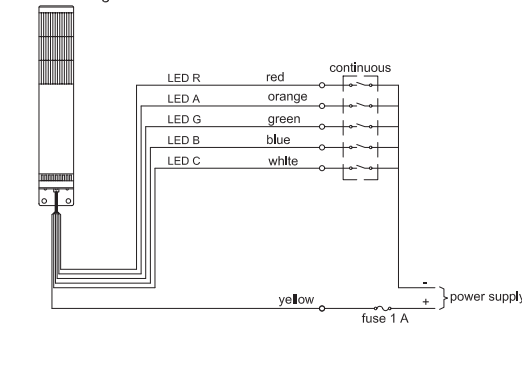 continuous
LED R red
LED A orange
LED G green
LED B blue
LED C white
-
yellow + power supply
fuse 1 A